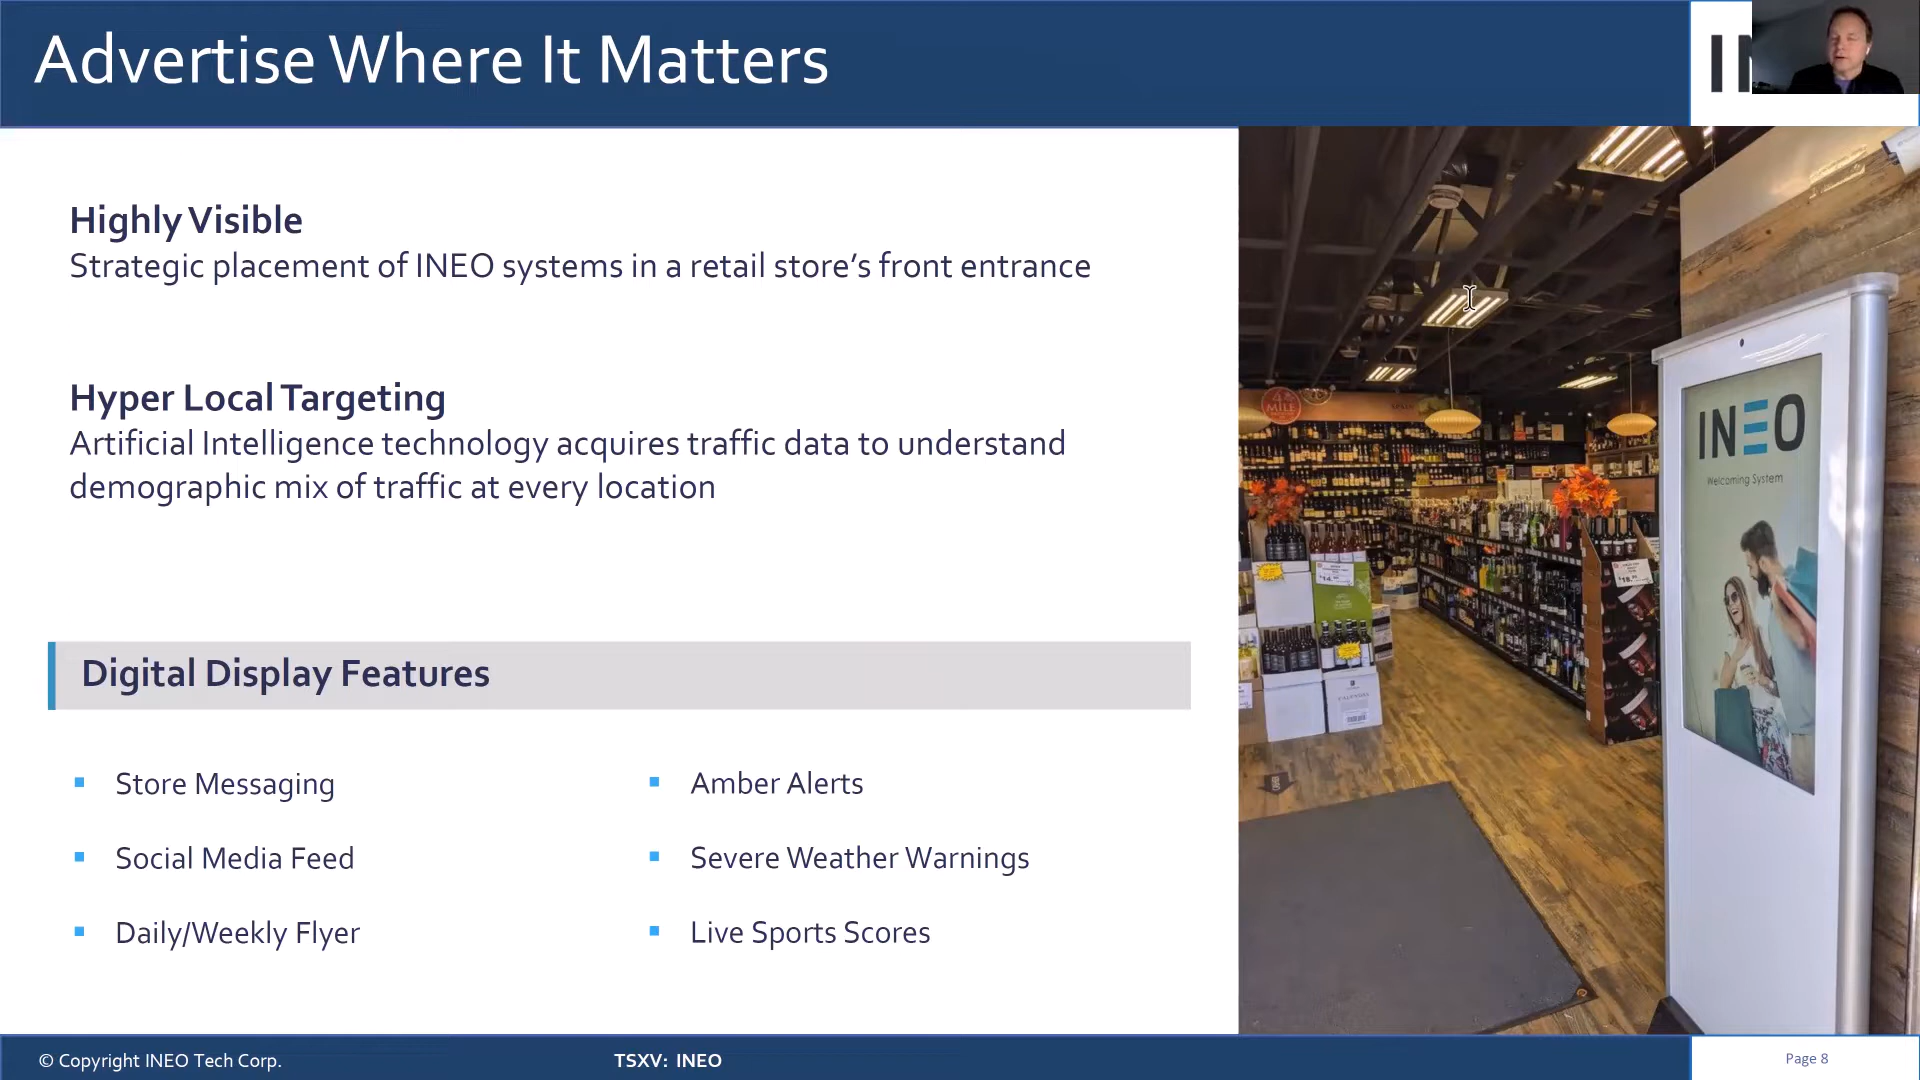 Advertise Where It Matters
Highly Visible
Strategic placement of INEO systems in a retail store’s front entrance
Hyper Local Targeting
Artificial Intelligence technology acquires traffic data to understand
demographic mix of traffic at every location
Digital Display Features
▪ Store Messaging
▪ Social Media Feed
▪ Daily/Weekly Flyer
▪ Amber Alerts
▪ Severe Weather Warnings
▪ Live Sports Scores
MILE
INEO
Welcoming System
© Copyright INEO Tech Corp.
TSXV: INEO
Page 8